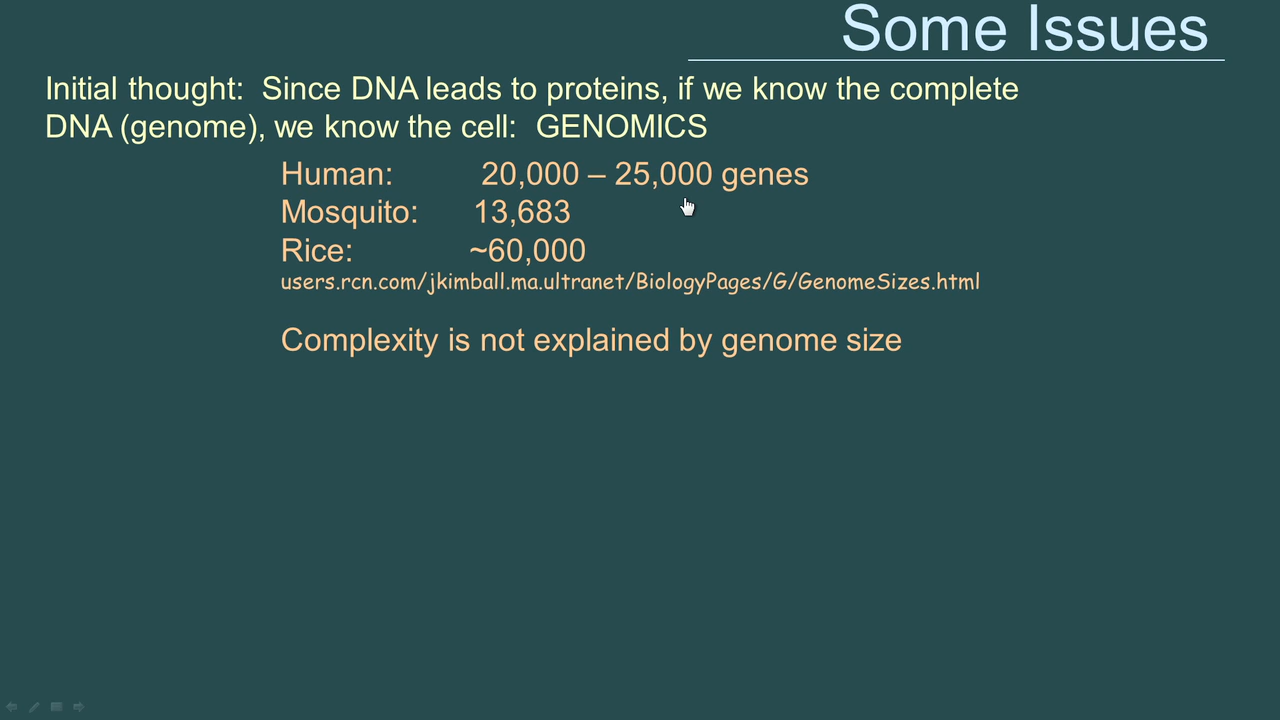 Some Issues
Initial thought: Since DNA leads to proteins, if we know the complete
DNA (genome), we know the cell: GENOMICS
Human: 20,000 – 25,000 genes
Mosquito: 13,683
Rice: ~60,000
users.rcn.com/jkimball.ma.ultranet/BiologyPages/G/GenomeSizes.html
Complexity is not explained by genome size